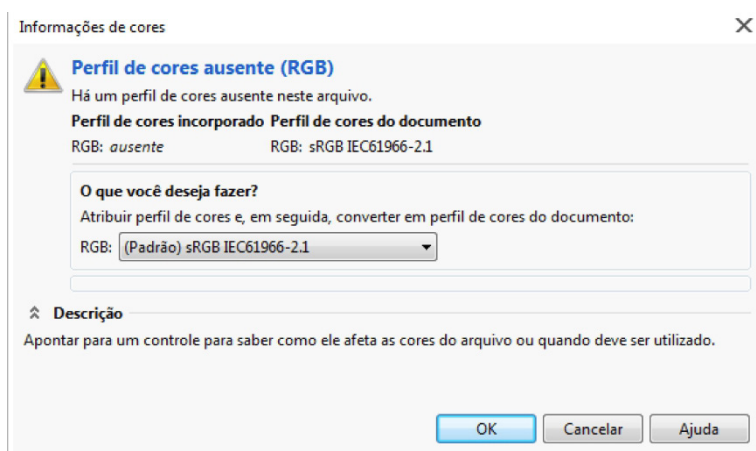 Informações de cores
Perfil de cores ausente (RGB)
Há um perfil de cores ausente neste arquivo.
Perfil de cores incorporado Perfil de cores do documento
RGB: ausente RGB: sRGB IEC61966-2.1
O que você deseja fazer?
Atribuir perfil de cores e, em seguida, converter em perfil de cores do documento:
RGB: (Padrão) sRGB IEC61966-2.1
Descrição
Apontar para um controle para saber como ele afeta as cores do arquivo ou quando deve ser utilizado.
OK Cancelar Ajuda